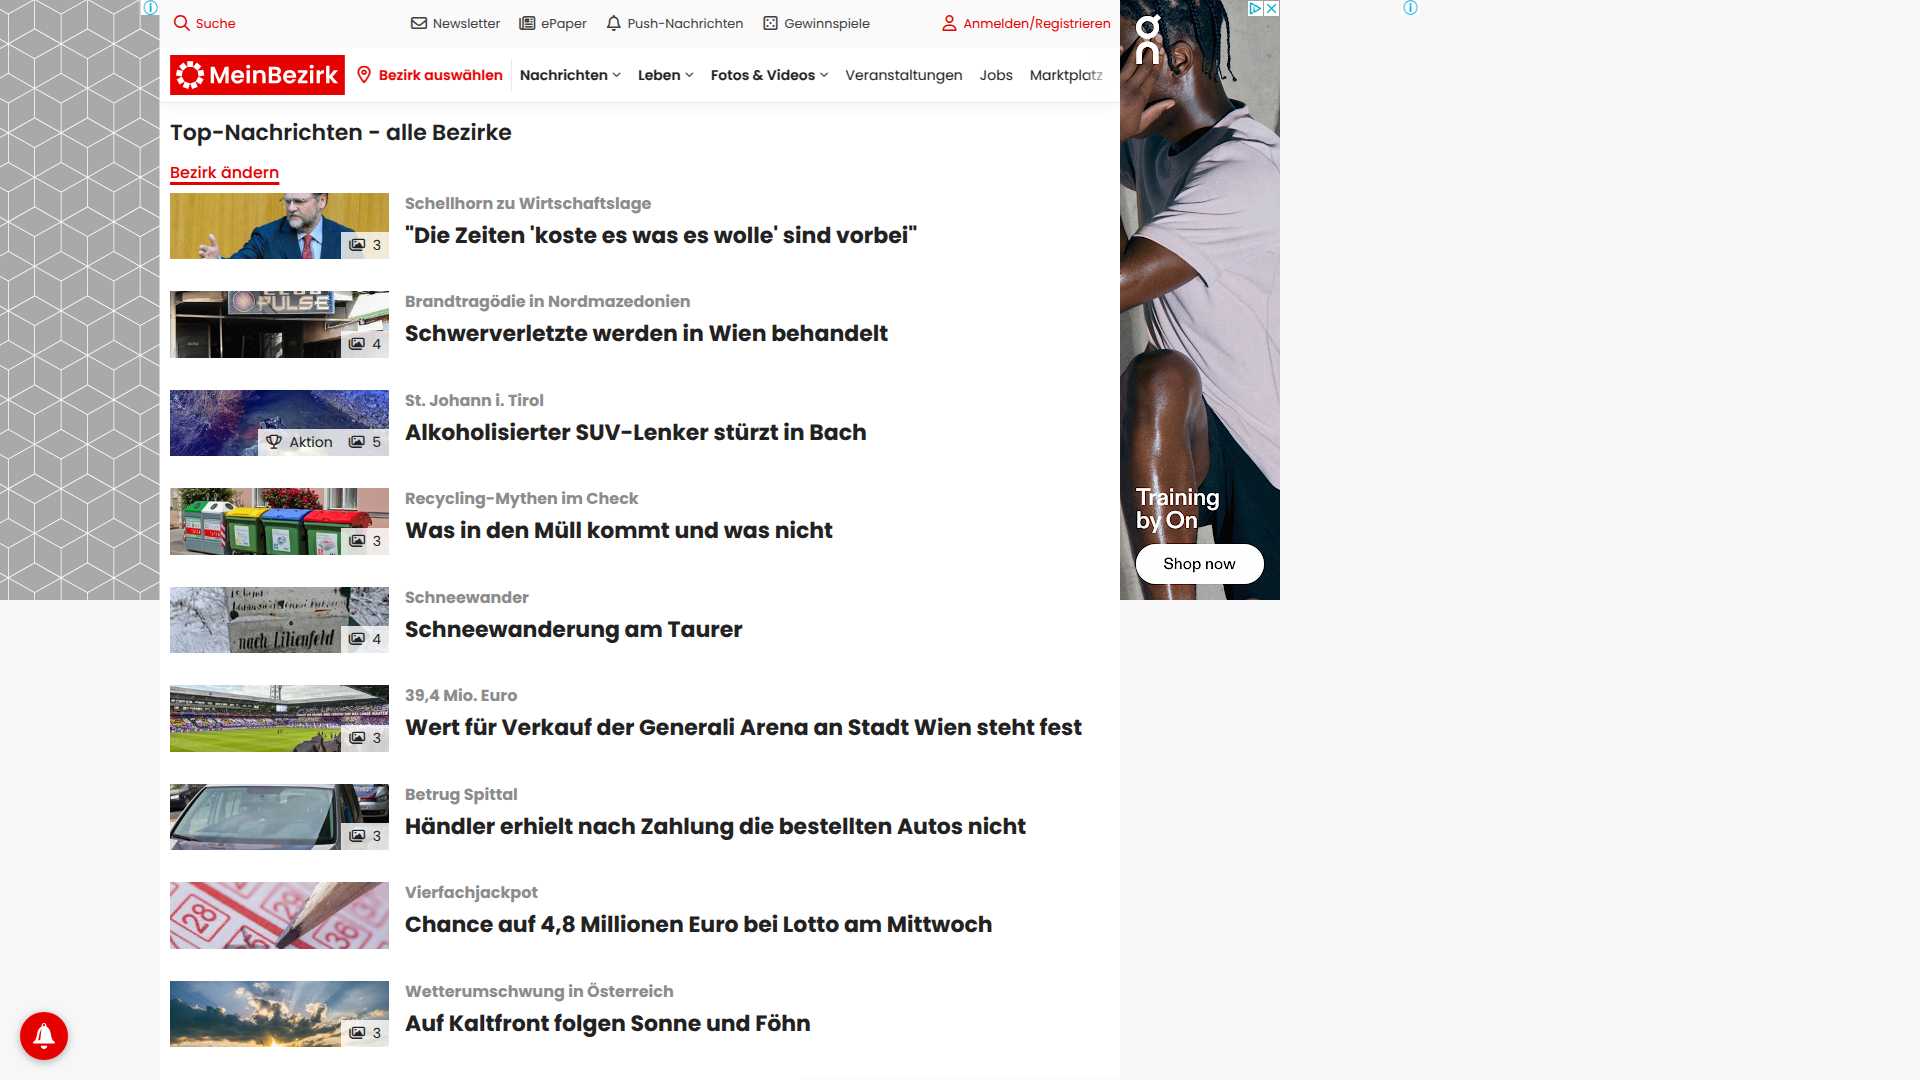 Suche
Newsletter
ePaper
Push-Nachrichten
Gewinnspiele
Anmelden/Registrieren
MeinBezirk
Bezirk auswählen
Nachrichten
Leben
Fotos & Videos
Veranstaltungen
Jobs
Marktplatz
Top-Nachrichten - alle Bezirke
Bezirk ändern
3
Schellhorn zu Wirtschaftslage
"Die Zeiten 'koste es was es wolle' sind vorbei"
PULSE
4
Brandtragödie in Nordmazedonien
Schwerverletzte werden in Wien behandelt
Aktion
5
St. Johann i. Tirol
Alkoholisierter SUV-Lenker stürzt in Bach
3
Recycling-Mythen im Check
Was in den Müll kommt und was nicht
nach Lilienfeld
4
Schneewander
Schneewanderung am Taurer
3
39,4 Mio. Euro
Wert für Verkauf der Generali Arena an Stadt Wien steht fest
3
Betrug Spittal
Händler erhielt nach Zahlung die bestellten Autos nicht
28
29
36
Vierfachjackpot
Chance auf 4,8 Millionen Euro bei Lotto am Mittwoch
3
Wetterumschwung in Österreich
Auf Kaltfront folgen Sonne und Föhn
on
Training
by On
Shop now